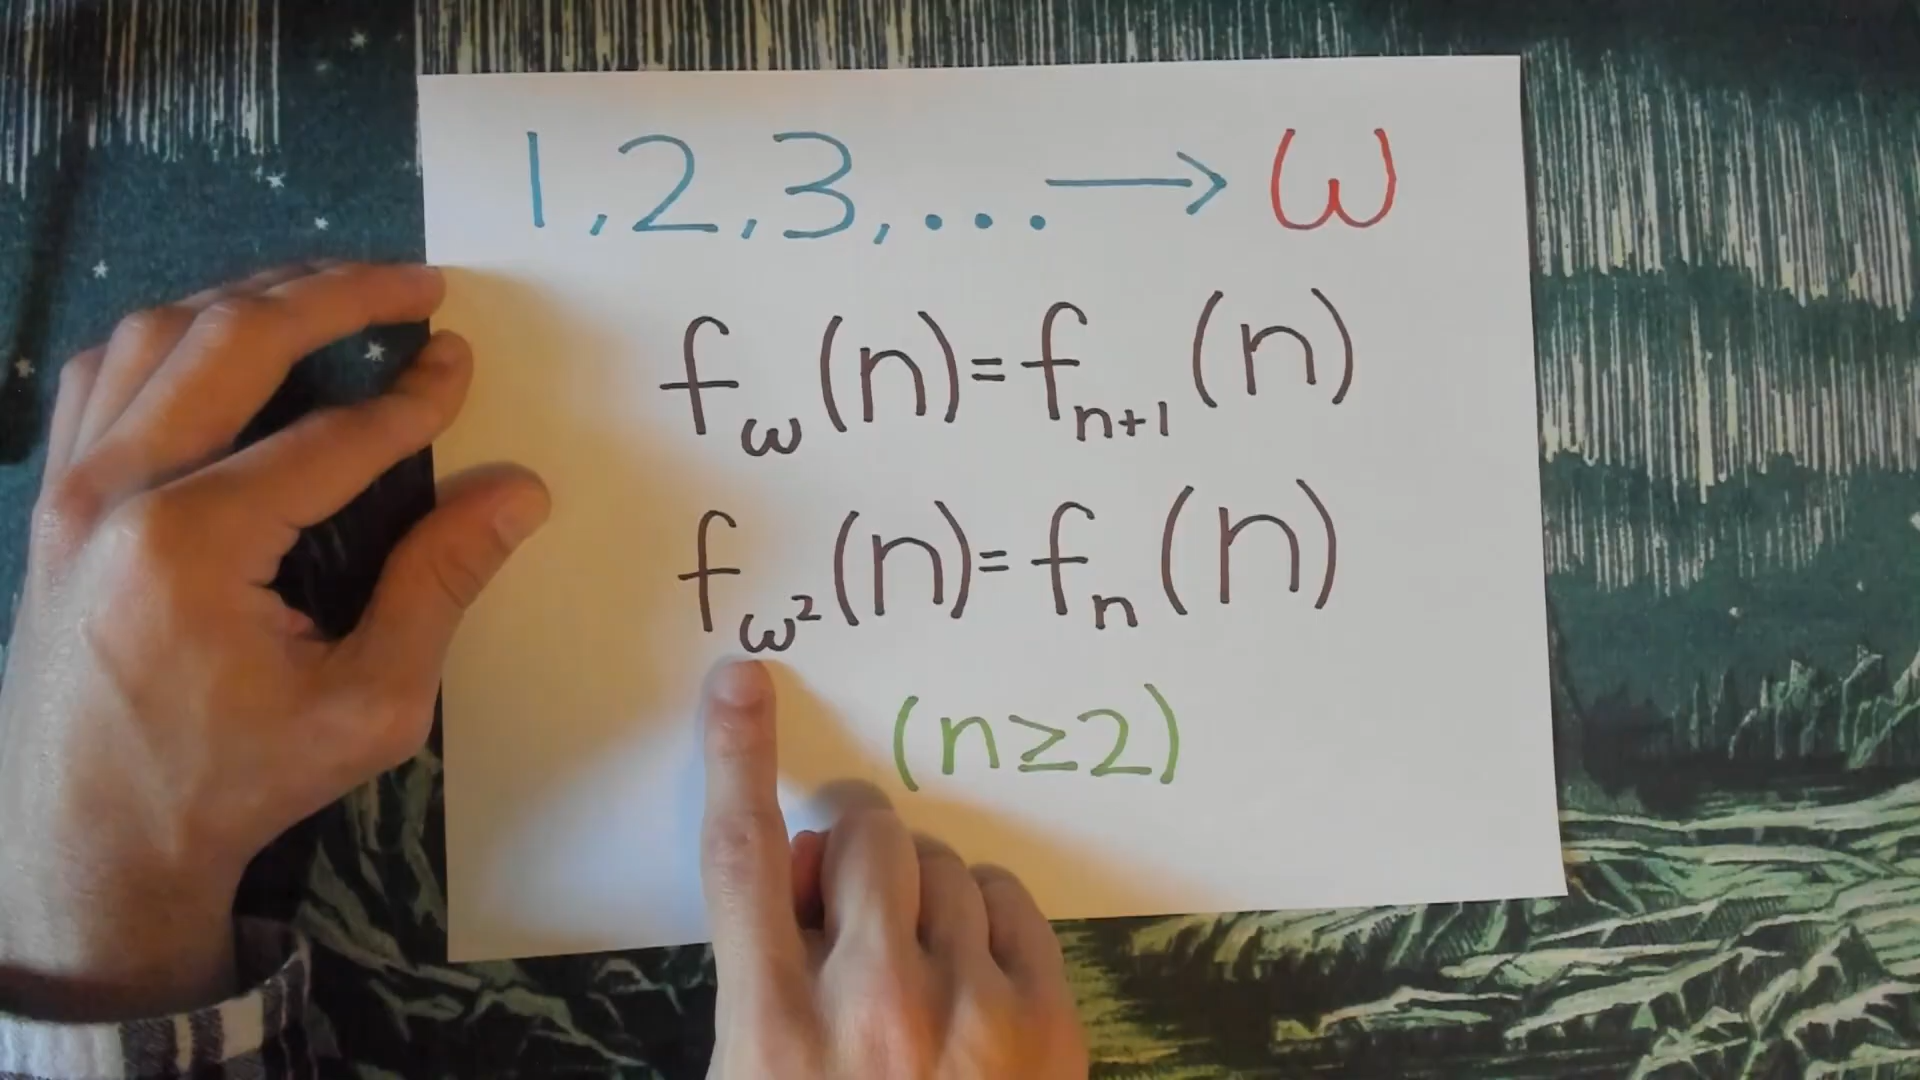 1, 2, 3, ... → ω
f_ω(n)=f_{n+1}(n)
f_{ω²}(n)=f_n(n)
(n≥2)